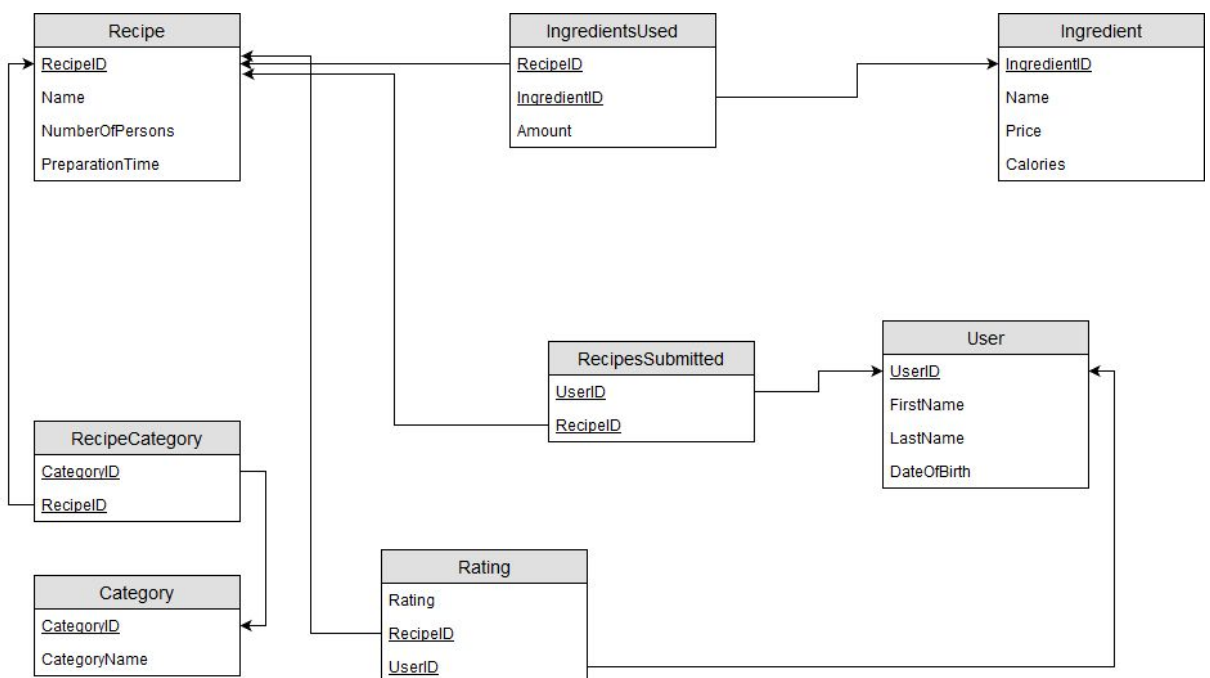 Recipe
RecipeID
Name
NumberOfPersons
PreparationTime
IngredientsUsed
RecipeID
IngredientID
Amount
Ingredient
IngredientID
Name
Price
Calories
RecipesSubmitted
UserID
RecipeID
User
UserID
FirstName
LastName
DateOfBirth
RecipeCategory
CategoryID
RecipeID
Category
CategoryID
CategoryName
Rating
Rating
RecipeID
UserID